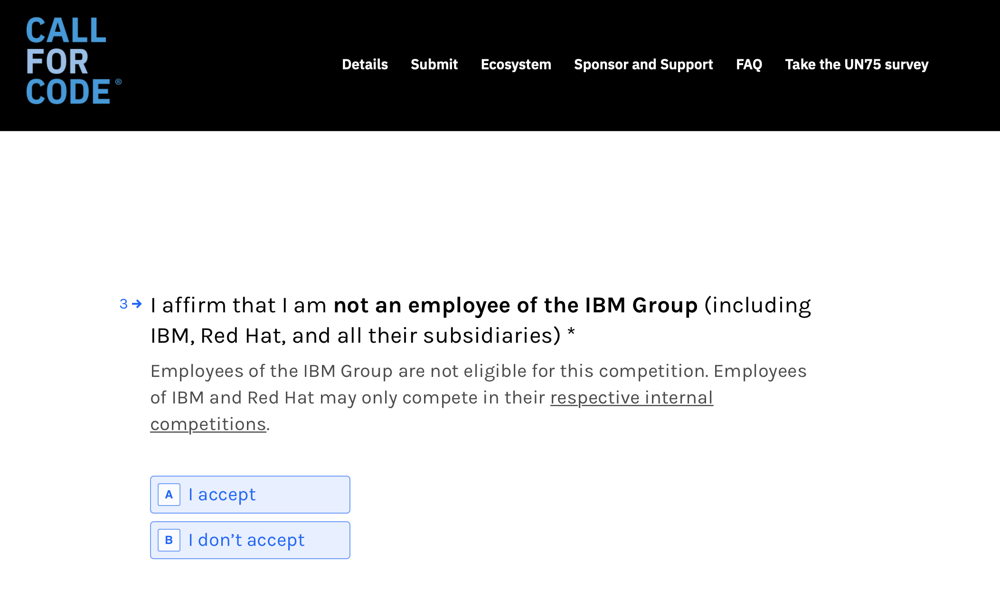 CALL
FOR
CODE ®
Details Submit Ecosystem Sponsor and Support FAQ Take the UN75 survey
3 → I affirm that I am not an employee of the IBM Group (including
IBM, Red Hat, and all their subsidiaries) *
Employees of the IBM Group are not eligible for this competition. Employees
of IBM and Red Hat may only compete in their respective internal
competitions.
A I accept
B I don’t accept